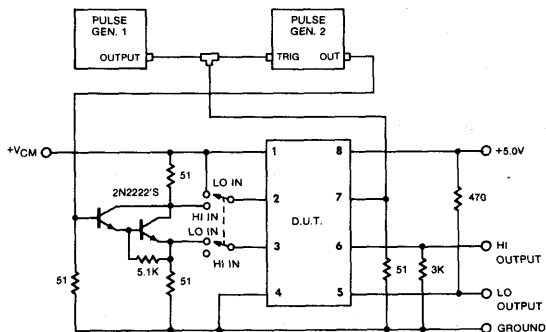 PULSE
GEN. 1
OUTPUT
PULSE
GEN. 2
TRIG OUT
+VCM
51
2N2222'S
LO IN
HI IN
LO IN
HI IN
5.1K
51
51
1
2
3
4
D.U.T.
8
7
6
5
+5.0V
470
HI
OUTPUT
51
3K
LO
OUTPUT
GROUND